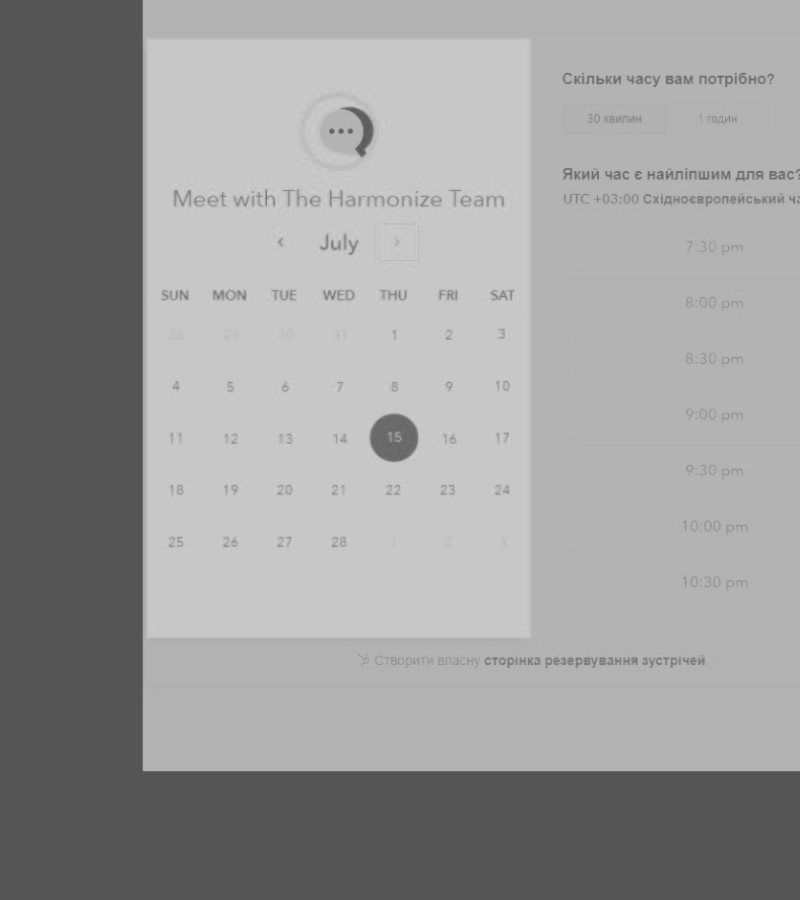 Meet with The Harmonize Team
‹ July ›
SUN MON TUE WED THU FRI SAT
28 29 30 31 1 2 3
4 5 6 7 8 9 10
11 12 13 14 15 16 17
18 19 20 21 22 23 24
25 26 27 28 2 3
Скільки часу вам потрібно?
30 хвилин 1 годин
Який час є найліпшим для вас?
UTC +03:00 Східноєвропейський
7:30 pm
8:00 pm
8:30 pm
9:00 pm
9:30 pm
10:00 pm
10:30 pm
Створити власну сторінка резервування зустрічей